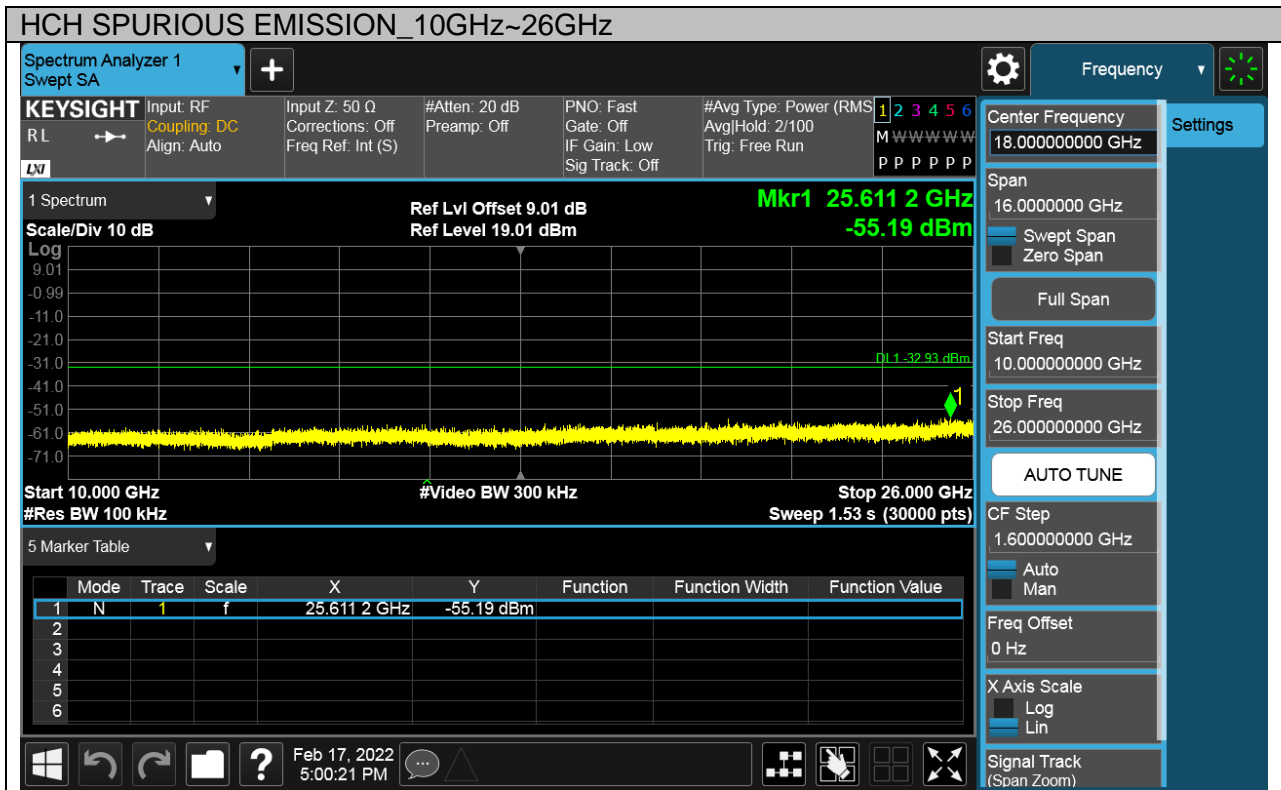 HCH SPURIOUS EMISSION_10GHz~26GHz
Spectrum Analyzer 1
Swept SA
+
Frequency
KEYSIGHT
RL
LXI
Input: RF
Coupling: DC
Align: Auto
Input Z: 50 Ω
Corrections: Off
Freq Ref: Int (S)
#Atten: 20 dB
Preamp: Off
PNO: Fast
Gate: Off
IF Gain: Low
Sig Track: Off
#Avg Type: Power (RMS
Avg|Hold: 2/100
Trig: Free Run
1 2 3 4 5 6
M W W W W W
P P P P P P
1 Spectrum
Scale/Div 10 dB
Ref Lvl Offset 9.01 dB
Ref Level 19.01 dBm
Mkr1 25.611 2 GHz
-55.19 dBm
Log
9.01
-0.99
-11.0
-21.0
-31.0
-41.0
-51.0
-61.0
-71.0
DL1 -32.93 dBm
1
Start 10.000 GHz
#Res BW 100 kHz
#Video BW 300 kHz
Stop 26.000 GHz
Sweep 1.53 s (30000 pts)
5 Marker Table
Mode Trace Scale X Y Function Function Width Function Value
1 N 1 f 25.611 2 GHz -55.19 dBm
2
3
4
5
6
Feb 17, 2022
5:00:21 PM
?
Center Frequency
18.000000000 GHz
Settings
Span
16.0000000 GHz
Swept Span
Zero Span
Full Span
Start Freq
10.000000000 GHz
Stop Freq
26.000000000 GHz
AUTO TUNE
CF Step
1.600000000 GHz
Auto
Man
Freq Offset
0 Hz
X Axis Scale
Log
Lin
Signal Track
(Span Zoom)